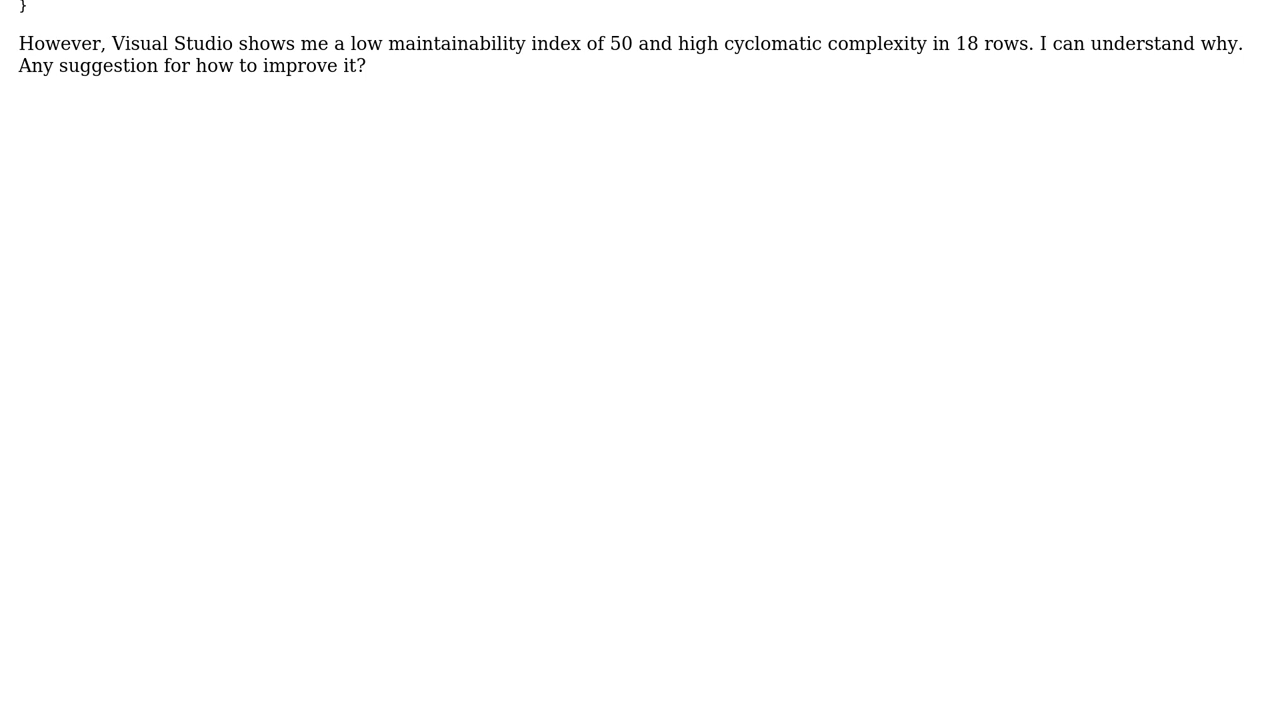 }
However, Visual Studio shows me a low maintainability index of 50 and high cyclomatic complexity in 18 rows. I can understand why.
Any suggestion for how to improve it?